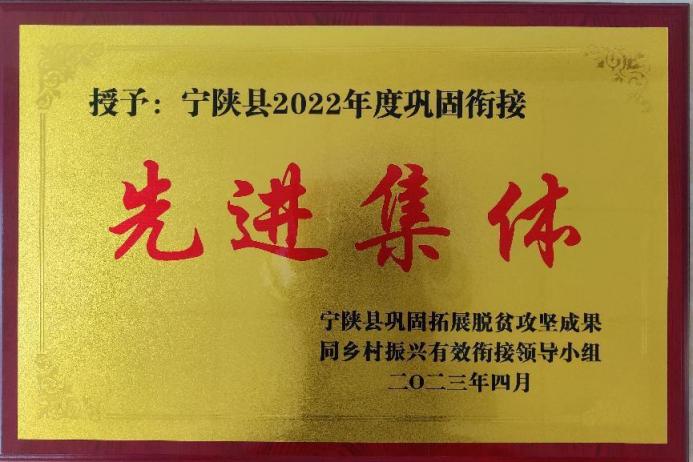 授予：宁陕县2022年度巩固衔接
先进集体
宁陕县巩固拓展脱贫攻坚成果
同乡村振兴有效衔接领导小组
二〇二三年四月